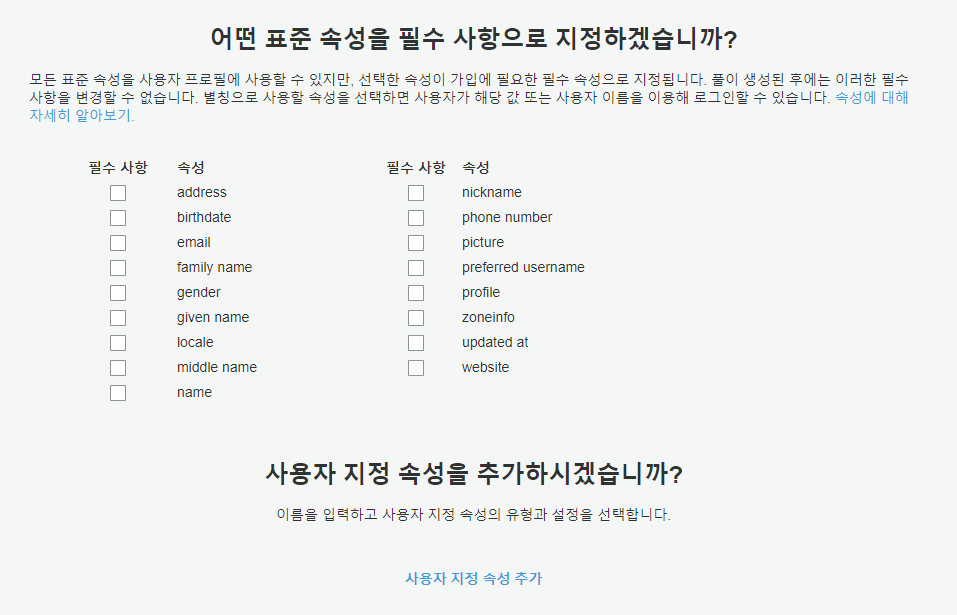 어떤 표준 속성을 필수 사항으로 지정하겠습니까?
모든 표준 속성을 사용자 프로필에 사용할 수 있지만, 선택한 속성이 가입에 필요한 필수 속성으로 지정됩니다. 풀이 생성된 후에는 이러한 필수
사항을 변경할 수 없습니다. 별칭으로 사용할 속성을 선택하면 사용자가 해당 값 또는 사용자 이름을 이용해 로그인할 수 있습니다. 속성에 대해
자세히 알아보기.
필수 사항 속성 필수 사항 속성
address nickname
birthdate phone number
email picture
family name preferred username
gender profile
given name zoneinfo
locale updated at
middle name website
name
사용자 지정 속성을 추가하시겠습니까?
이름을 입력하고 사용자 지정 속성의 유형과 설정을 선택합니다.
사용자 지정 속성 추가